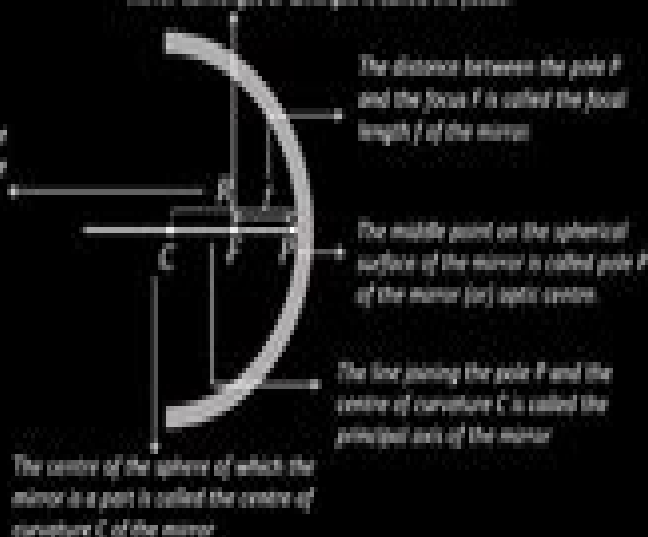 The distance between the pole P
and the focus F is called the focal
length f of the mirror
R
f
C
F
P
The middle point on the spherical
surface of the mirror is called pole P
of the mirror (or) optic centre
The line joining the pole P and the
centre of curvature C is called the
principal axis of the mirror
The centre of the sphere of which the
mirror is a part is called the centre of
curvature C of the mirror